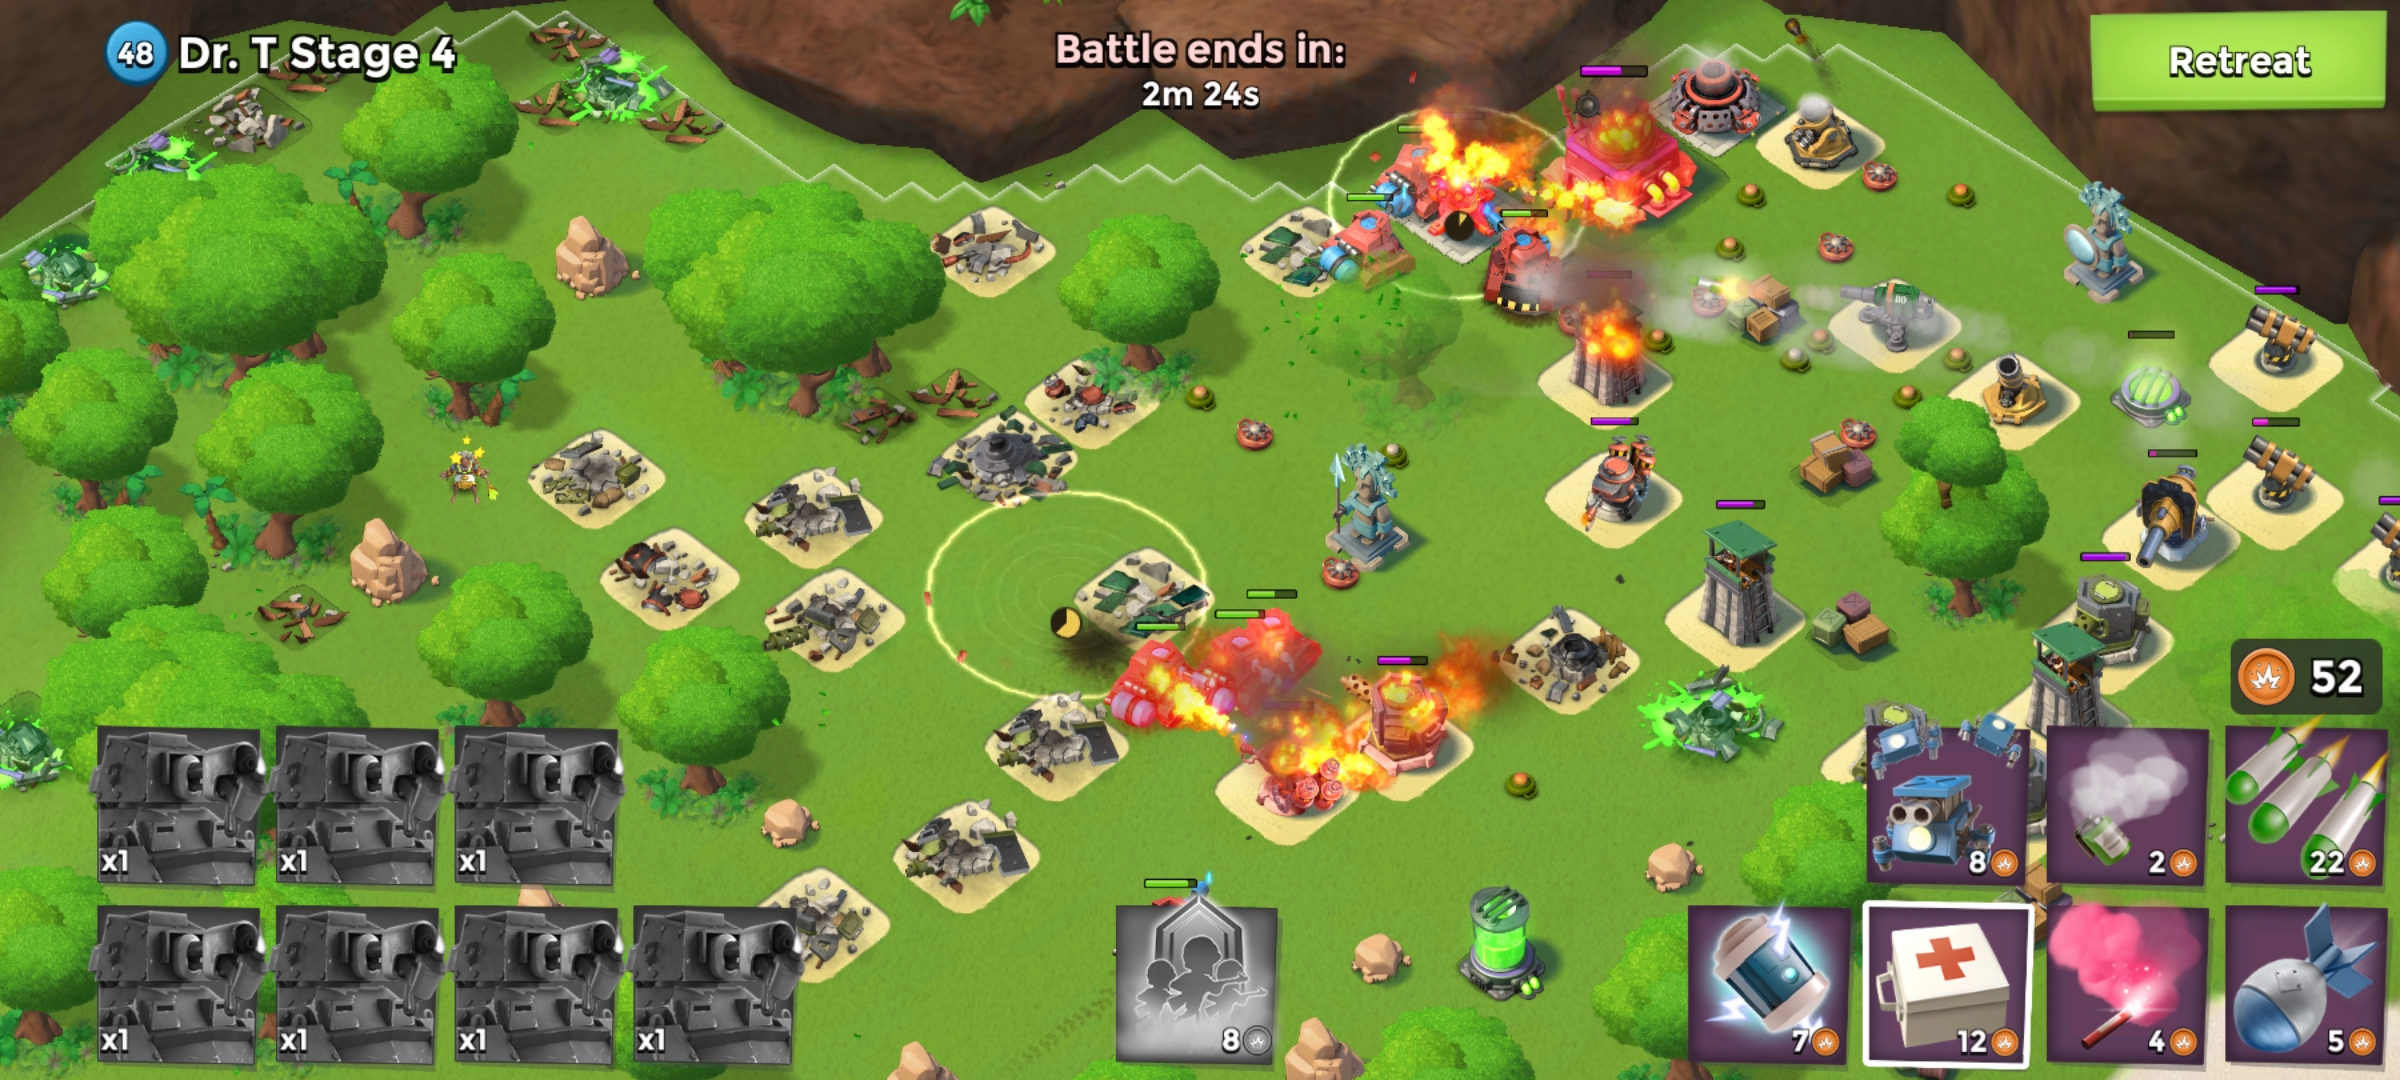 48 Dr. T Stage 4
Battle ends in:
2m 24s
Retreat
52
8
2
22
x1
x1
x1
x1
x1
x1
x1
8
7
12
4
5